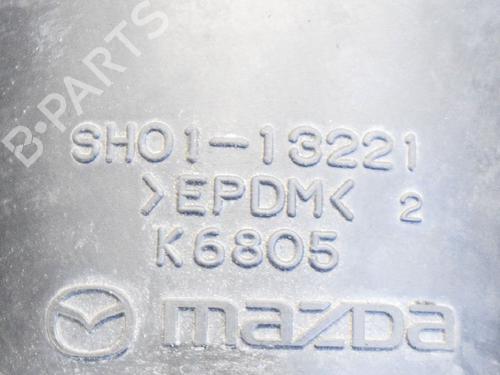 B-PARTS
SH01-13221
>EPDM< 2
K6805
mazda